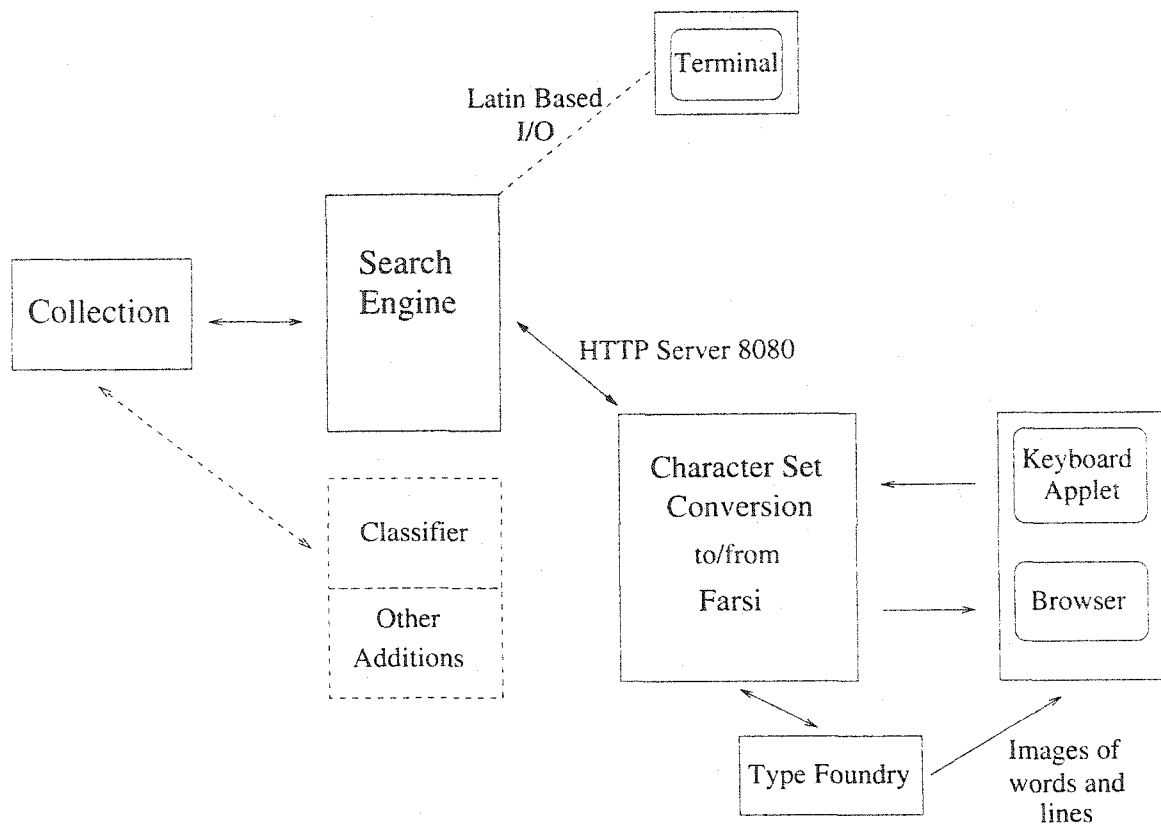 Terminal
Latin Based
I/O
Search
Engine
Collection
HTTP Server 8080
Character Set
Conversion
to/from
Farsi
Keyboard
Applet
Browser
Classifier
Other
Additions
Type Foundry
Images of
words and
lines